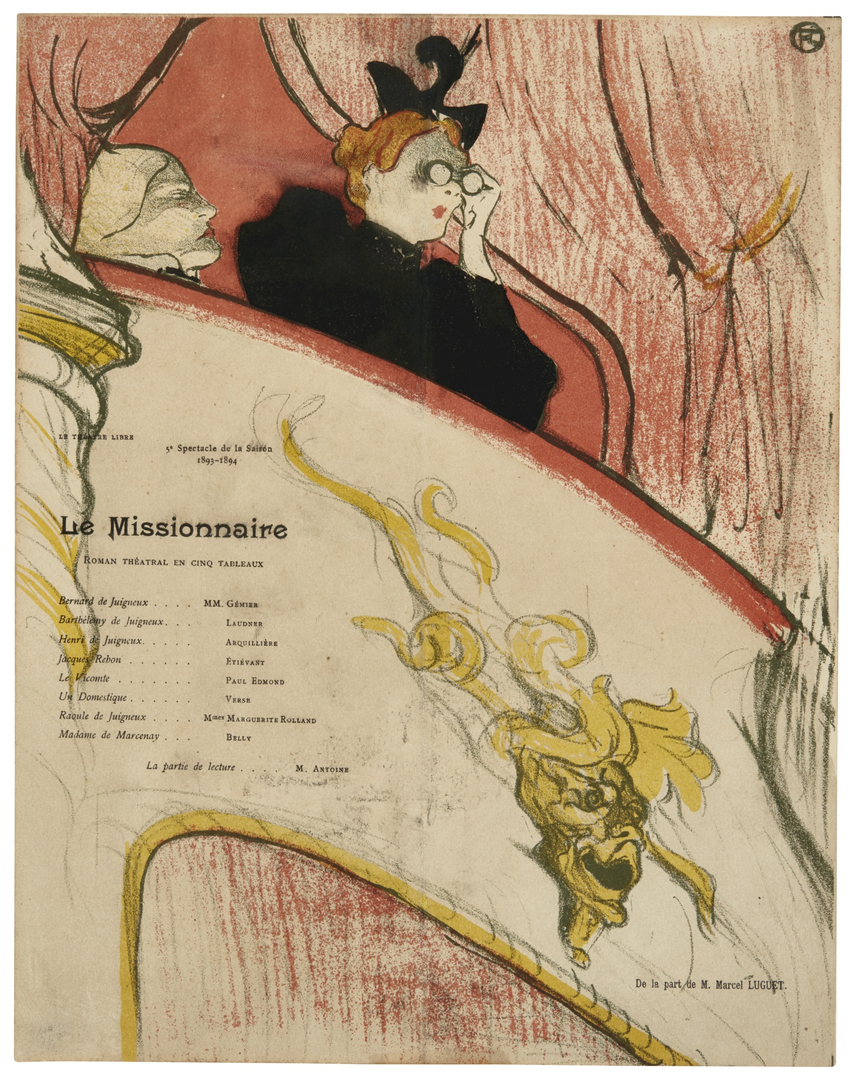 LE THÉATRE LIBRE
5e Spectacle de la Saison
1893-1894
Le Missionnaire
ROMAN THÉATRAL EN CINQ TABLEAUX
Bernard de Juigneux . . . . MM. GÉMIER
Barthélemy de Juigneux . . . LAUDNER
Henri de Juigneux . . . . . ARQUILLIÈRE
Jacques Rebon . . . . . . ÉTIÉVANT
Le Vicomte . . . . . . . PAUL EDMOND
Un Domestique . . . . . . VERSE
Raoule de Juigneux . . . . Mmes MARGUERITE ROLLAND
Madame de Marcenay . . . BELLY
La partie de lecture . . . . M. ANTOINE
De la part de M. Marcel LUGUET.